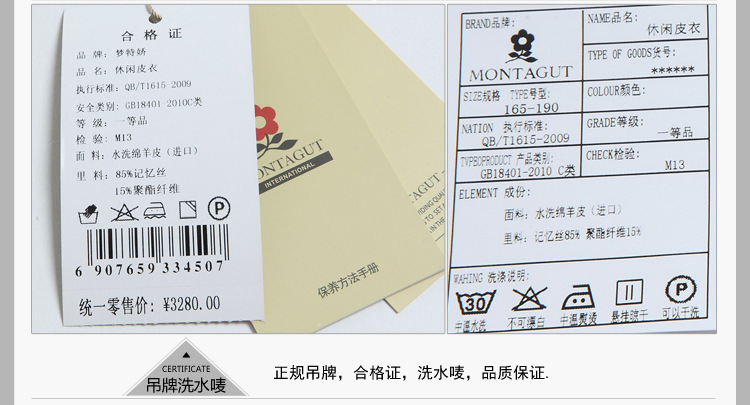 合格证
品 牌: 梦特娇
品 名: 休闲皮衣
执行标准: QB/T1615-2009
安全类别: GB18401-2010C类
等 级: 一等品
检 验: M13
面 料: 水洗绵羊皮（进口）
里 料: 85%记忆丝
15%聚酯纤维
6 907659 334507
统一零售价: ¥3280.00
MONTAGUT
INTERNATIONAL
保养方法手册
BRAND品牌:
MONTAGUT
NAME品名:
休闲皮衣
TYPE OF GOODS货号:
******
SIZE规格 TYPE号型:
165-190
COLOUR颜色:
NATION 执行标准:
QB/T1615-2009
GRADE等级:
一等品
TVPBOPRODUCT 产品类别:
GB18401-2010 C类
CHECK检验:
M13
ELEMENT 成份:
面料: 水洗绵羊皮（进口）
里料: 记忆丝85% 聚酯纤维15%
WAHING 洗涤说明:
30
P
中温水洗 不可漂白 中温熨烫 悬挂晾干 可以干洗
CERTIFICATE
吊牌洗水唛
正规吊牌，合格证，洗水唛，品质保证.